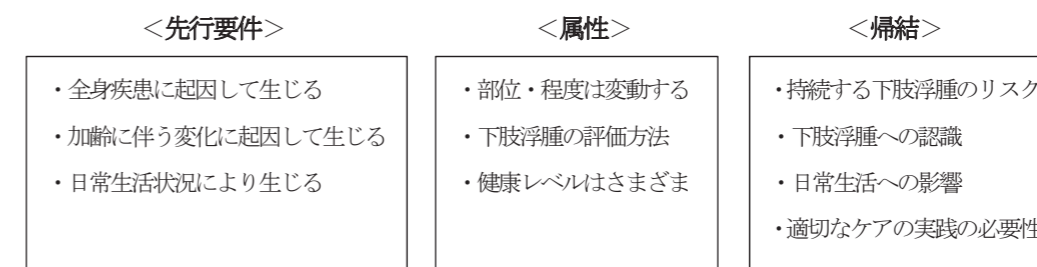 ＜先行要件＞
・全身疾患に起因して生じる
・加齢に伴う変化に起因して生じる
・日常生活状況により生じる
＜属性＞
・部位・程度は変動する
・下肢浮腫の評価方法
・健康レベルはさまざま
＜帰結＞
・持続する下肢浮腫のリスク
・下肢浮腫への認識
・日常生活への影響
・適切なケアの実践の必要性